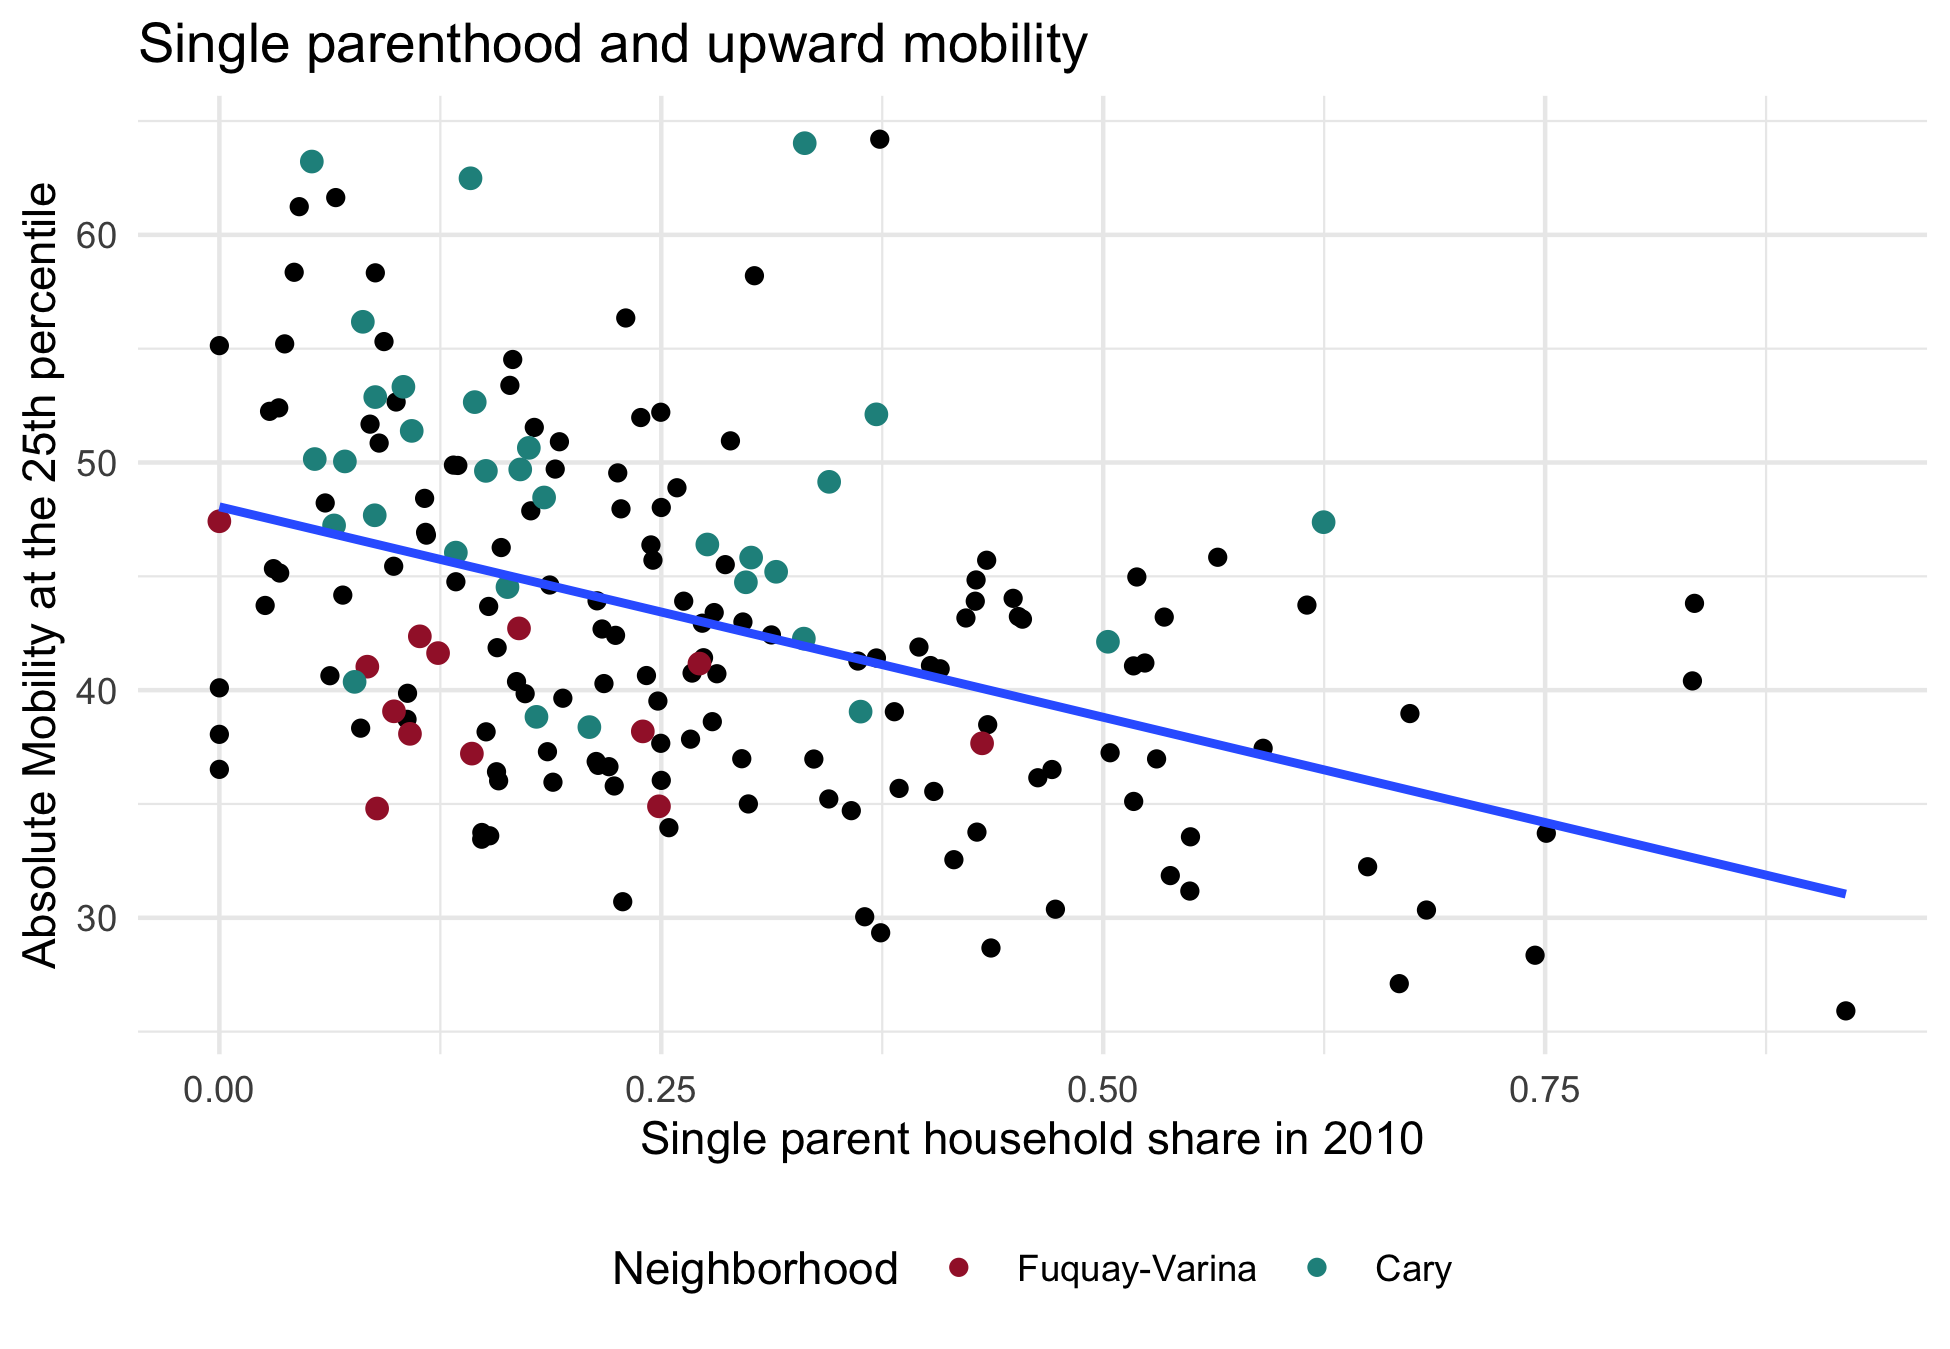 Single parenthood and upward mobility
Absolute Mobility at the 25th percentile
60
50
40
30
0.00 0.25 0.50 0.75
Single parent household share in 2010
Neighborhood Fuquay-Varina Cary